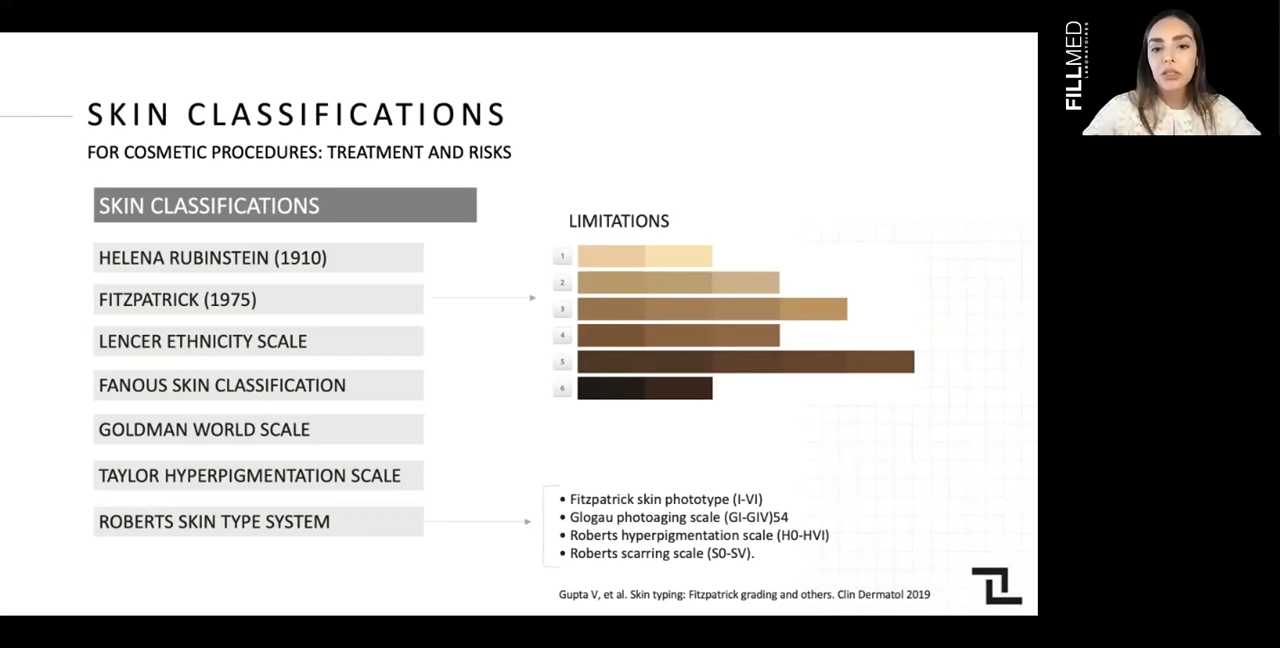 SKIN CLASSIFICATIONS
FOR COSMETIC PROCEDURES: TREATMENT AND RISKS
SKIN CLASSIFICATIONS
HELENA RUBINSTEIN (1910)
FITZPATRICK (1975)
LENCER ETHNICITY SCALE
FANOUS SKIN CLASSIFICATION
GOLDMAN WORLD SCALE
TAYLOR HYPERPIGMENTATION SCALE
ROBERTS SKIN TYPE SYSTEM
LIMITATIONS
1
2
3
4
5
6
• Fitzpatrick skin phototype (I-VI)
• Glogau photoaging scale (GI-GIV)54
• Roberts hyperpigmentation scale (H0-HVI)
• Roberts scarring scale (S0-SV).
Gupta V, et al. Skin typing: Fitzpatrick grading and others. Clin Dermatol 2019
FILLMED
LABORATOIRES